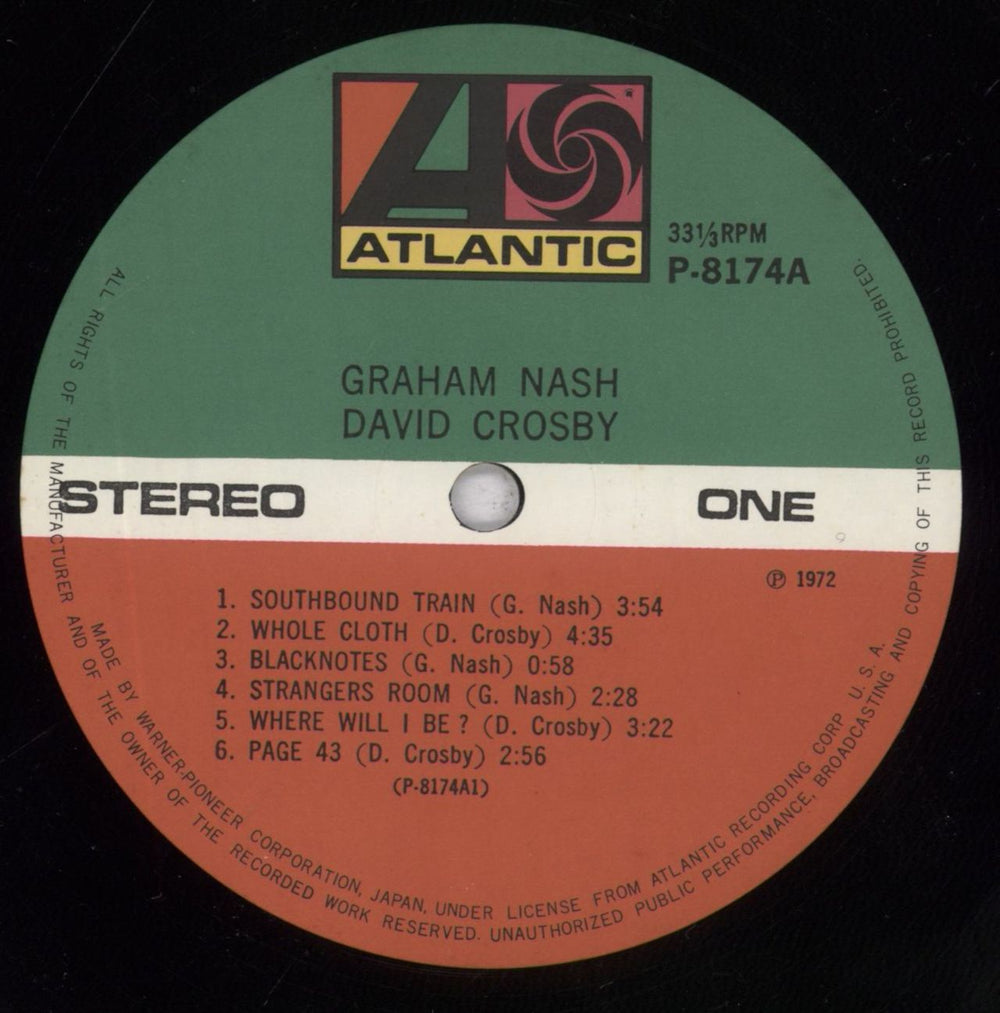 ATLANTIC
33⅓RPM
P-8174A
GRAHAM NASH
DAVID CROSBY
STEREO
ONE
℗ 1972
1. SOUTHBOUND TRAIN (G. Nash) 3:54
2. WHOLE CLOTH (D. Crosby) 4:35
3. BLACKNOTES (G. Nash) 0:58
4. STRANGERS ROOM (G. Nash) 2:28
5. WHERE WILL I BE? (D. Crosby) 3:22
6. PAGE 43 (D. Crosby) 2:56
(P-8174A1)
MADE BY WARNER-PIONEER CORPORATION, JAPAN, UNDER LICENSE FROM ATLANTIC RECORDING CORP U. S. A.
ALL RIGHTS OF THE MANUFACTURER AND OF THE OWNER OF THE RECORDED WORK RESERVED. UNAUTHORIZED PUBLIC PERFORMANCE, BROADCASTING AND COPYING OF THIS RECORD PROHIBITED.